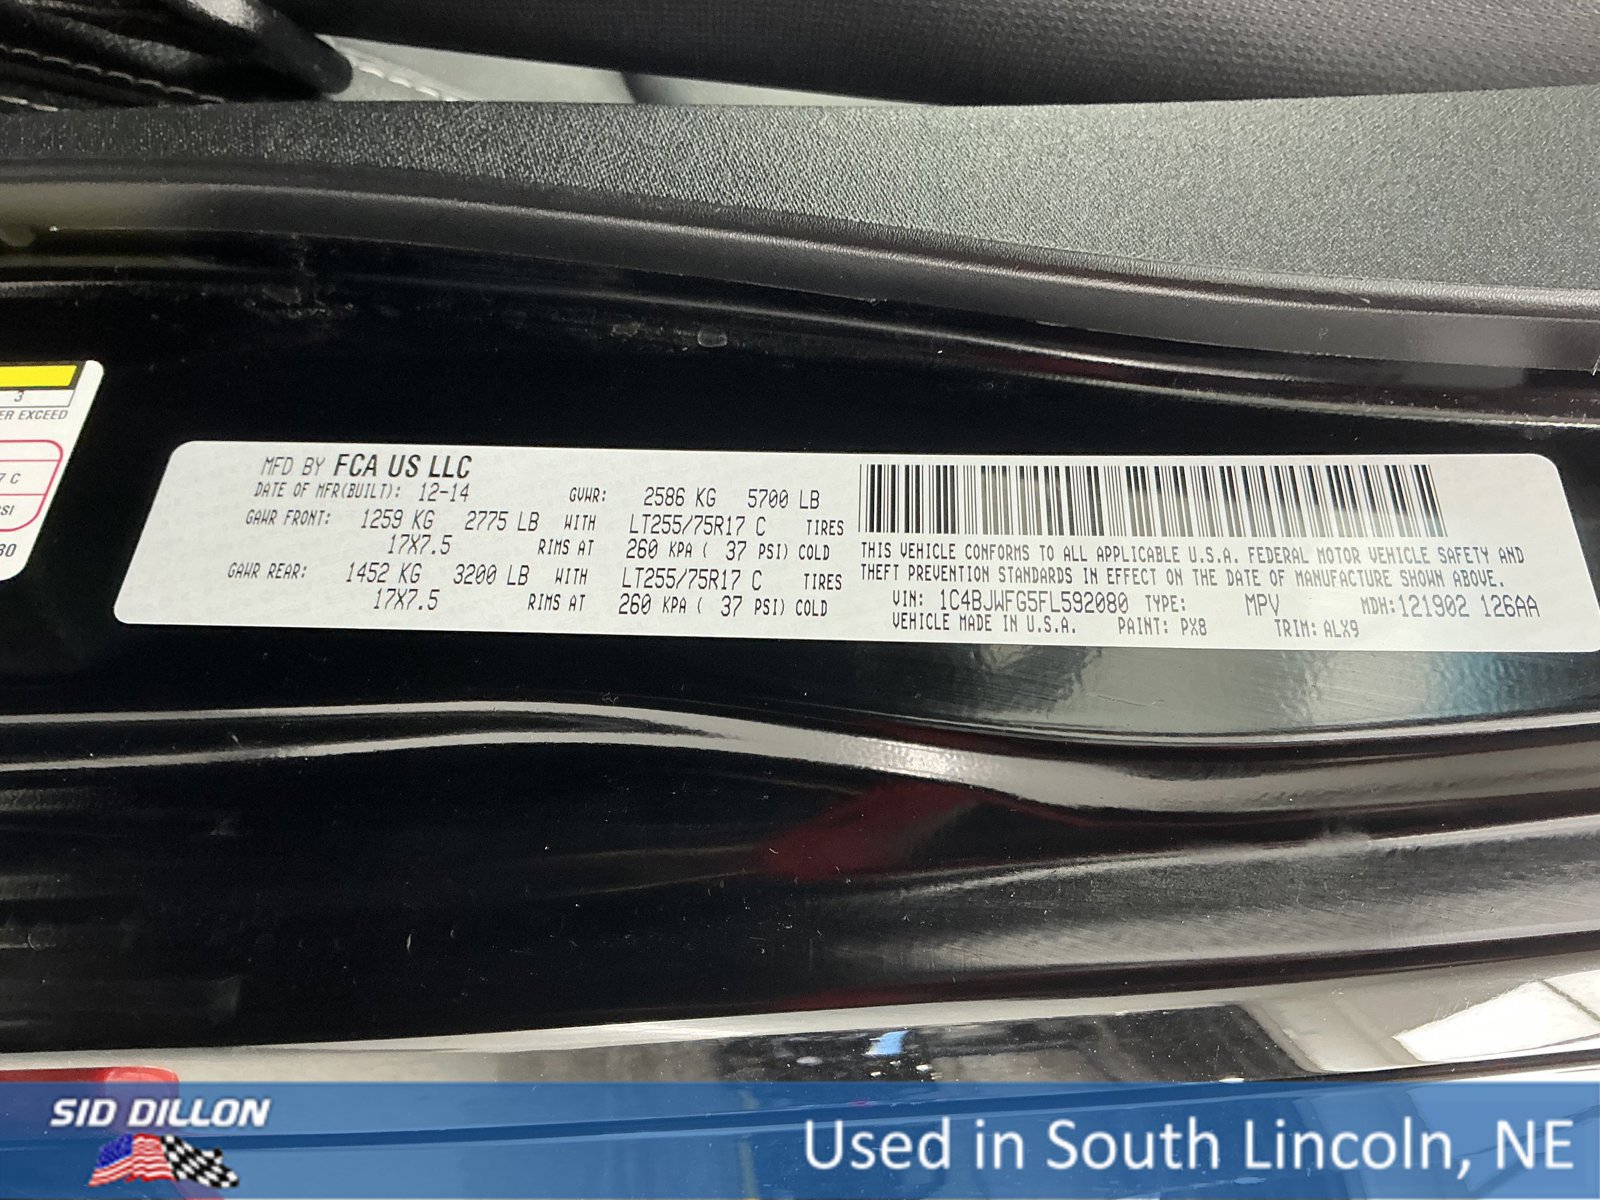 3
ER EXCEED
7 C
SI
30
MFD BY FCA US LLC
DATE OF MFR(BUILT): 12-14 GVWR: 2586 KG 5700 LB
GAWR FRONT: 1259 KG 2775 LB WITH LT255/75R17 C TIRES
17X7.5 RIMS AT 260 KPA ( 37 PSI) COLD
GAWR REAR: 1452 KG 3200 LB WITH LT255/75R17 C TIRES
17X7.5 RIMS AT 260 KPA ( 37 PSI) COLD
THIS VEHICLE CONFORMS TO ALL APPLICABLE U.S.A. FEDERAL MOTOR VEHICLE SAFETY AND
THEFT PREVENTION STANDARDS IN EFFECT ON THE DATE OF MANUFACTURE SHOWN ABOVE.
VIN: 1C4BJWFG5FL592080 TYPE: MPV MDH: 121902 126AA
VEHICLE MADE IN U.S.A. PAINT: PX8 TRIM: ALX9
SID DILLON
Used in South Lincoln, NE